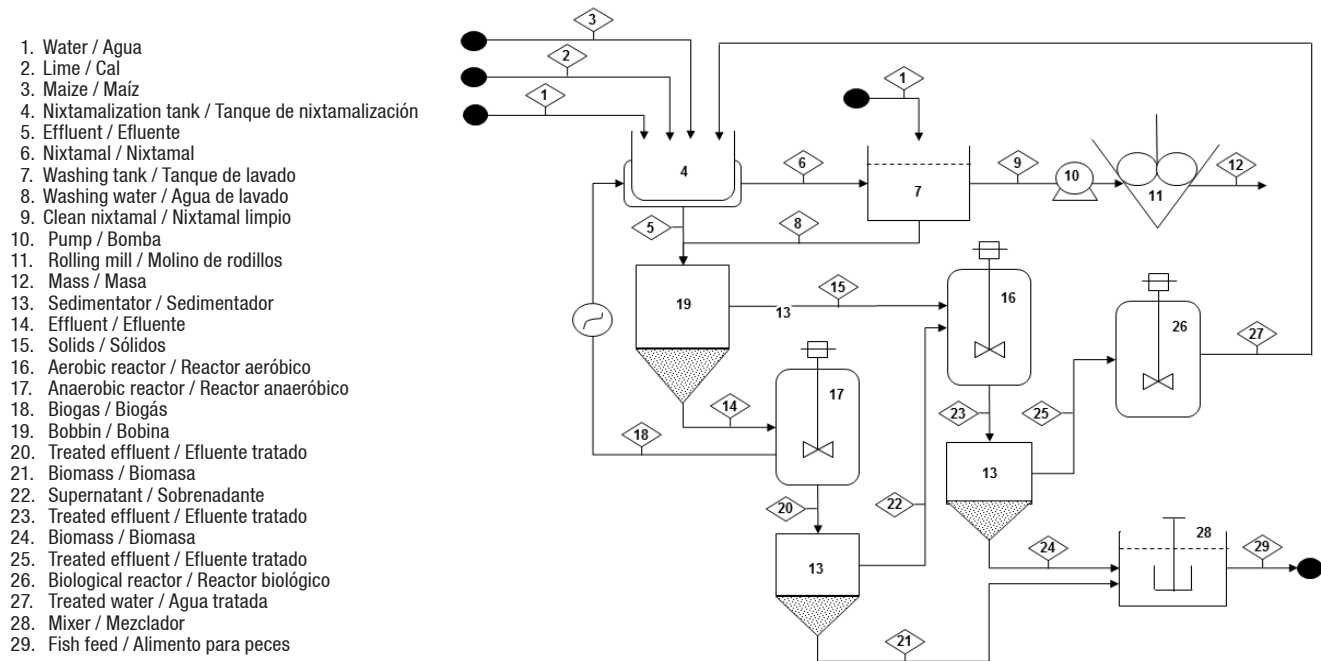 1. Water / Agua
2. Lime / Cal
3. Maize / Maíz
4. Nixtamalization tank / Tanque de nixtamalización
5. Effluent / Efluente
6. Nixtamal / Nixtamal
7. Washing tank / Tanque de lavado
8. Washing water / Agua de lavado
9. Clean nixtamal / Nixtamal limpio
10. Pump / Bomba
11. Rolling mill / Molino de rodillos
12. Mass / Masa
13. Sedimentator / Sedimentador
14. Effluent / Efluente
15. Solids / Sólidos
16. Aerobic reactor / Reactor aeróbico
17. Anaerobic reactor / Reactor anaeróbico
18. Biogas / Biogás
19. Bobbin / Bobina
20. Treated effluent / Efluente tratado
21. Biomass / Biomasa
22. Supernatant / Sobrenadante
23. Treated effluent / Efluente tratado
24. Biomass / Biomasa
25. Treated effluent / Efluente tratado
26. Biological reactor / Reactor biológico
27. Treated water / Agua tratada
28. Mixer / Mezclador
29. Fish feed / Alimento para peces
3
2
1
1
4
6
7
9
10
11
12
5
8
19
15
13
16
26
27
17
14
18
23
25
20
22
13
13
24
28
29
21